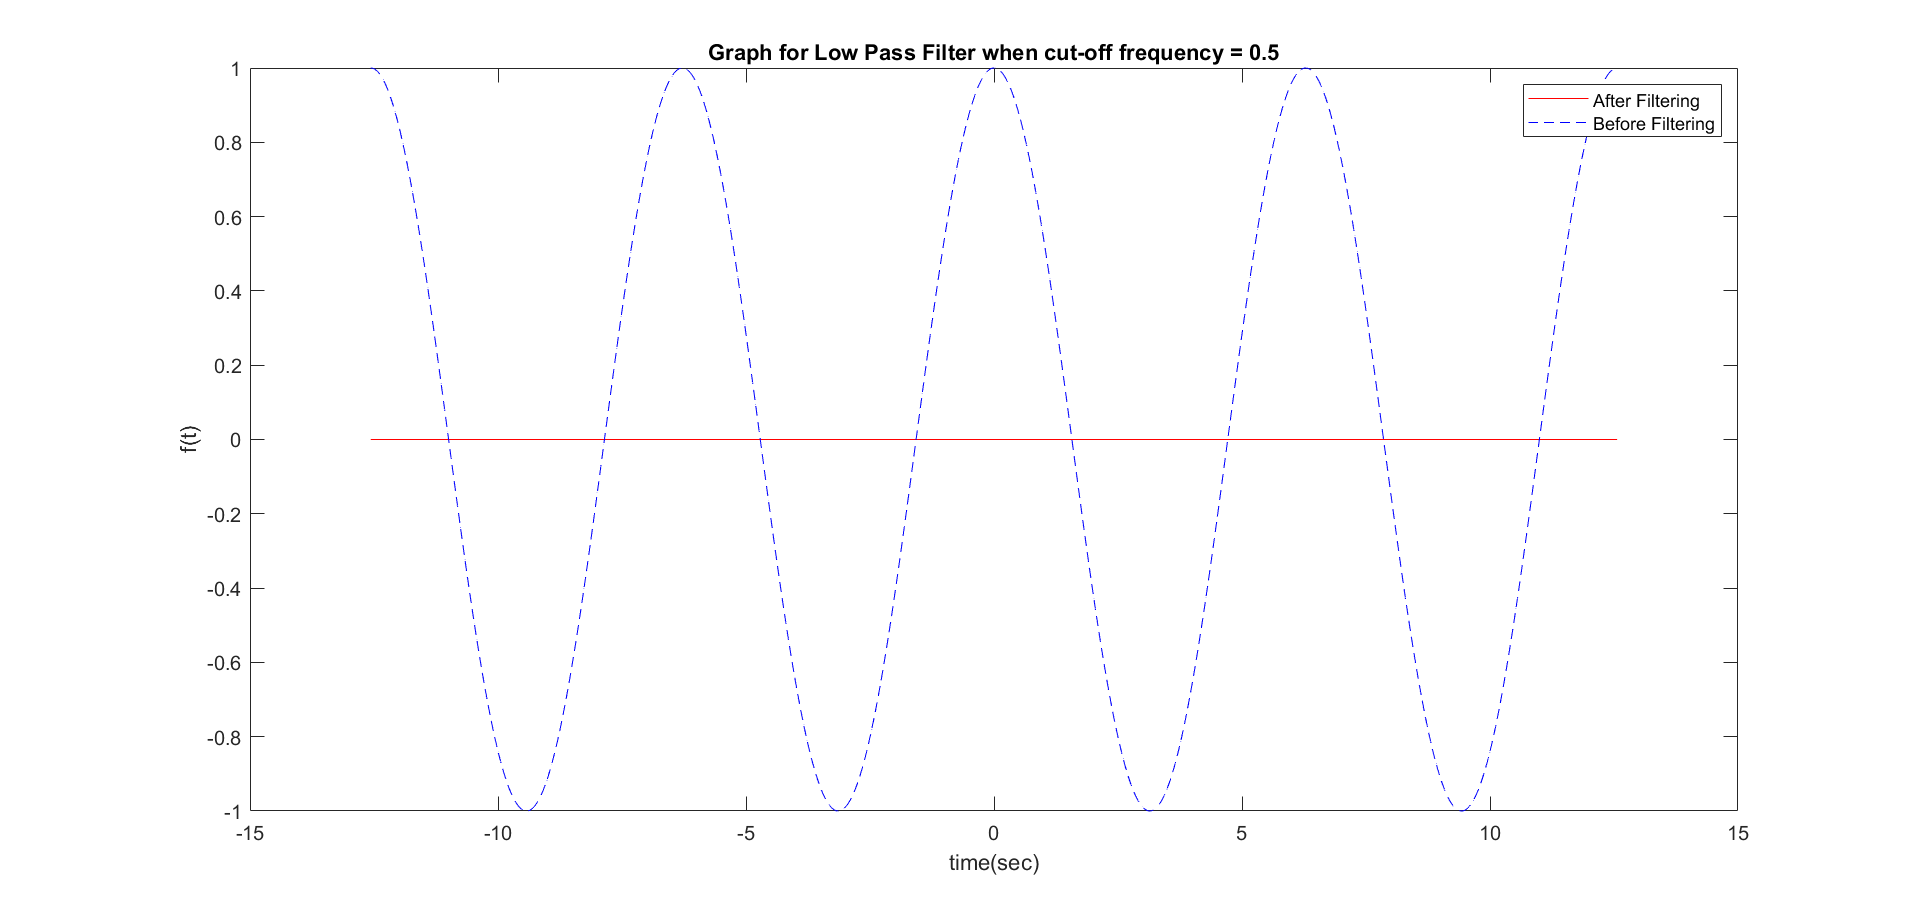 Graph for Low Pass Filter when cut-off frequency = 0.5
1
0.8
0.6
0.4
0.2
0
-0.2
-0.4
-0.6
-0.8
-1
f(t)
After Filtering
Before Filtering
-15 -10 -5 0 5 10 15
time(sec)